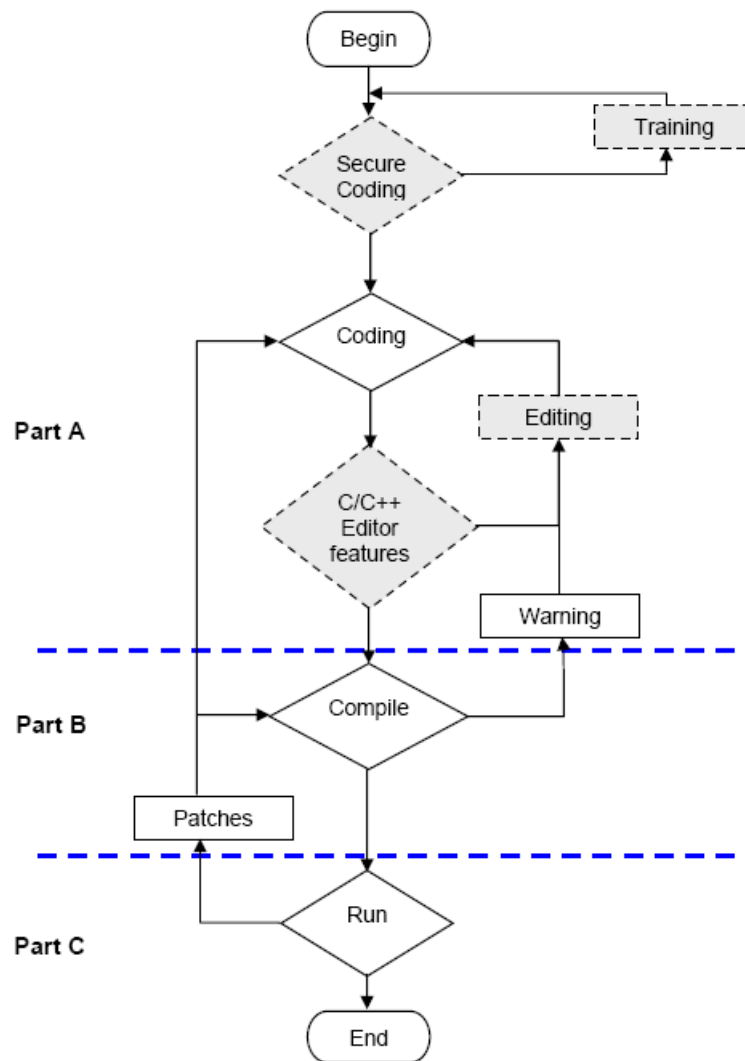 Begin
Training
Secure
Coding
Coding
Part A
Editing
C/C++
Editor
features
Warning
Compile
Part B
Patches
Run
Part C
End